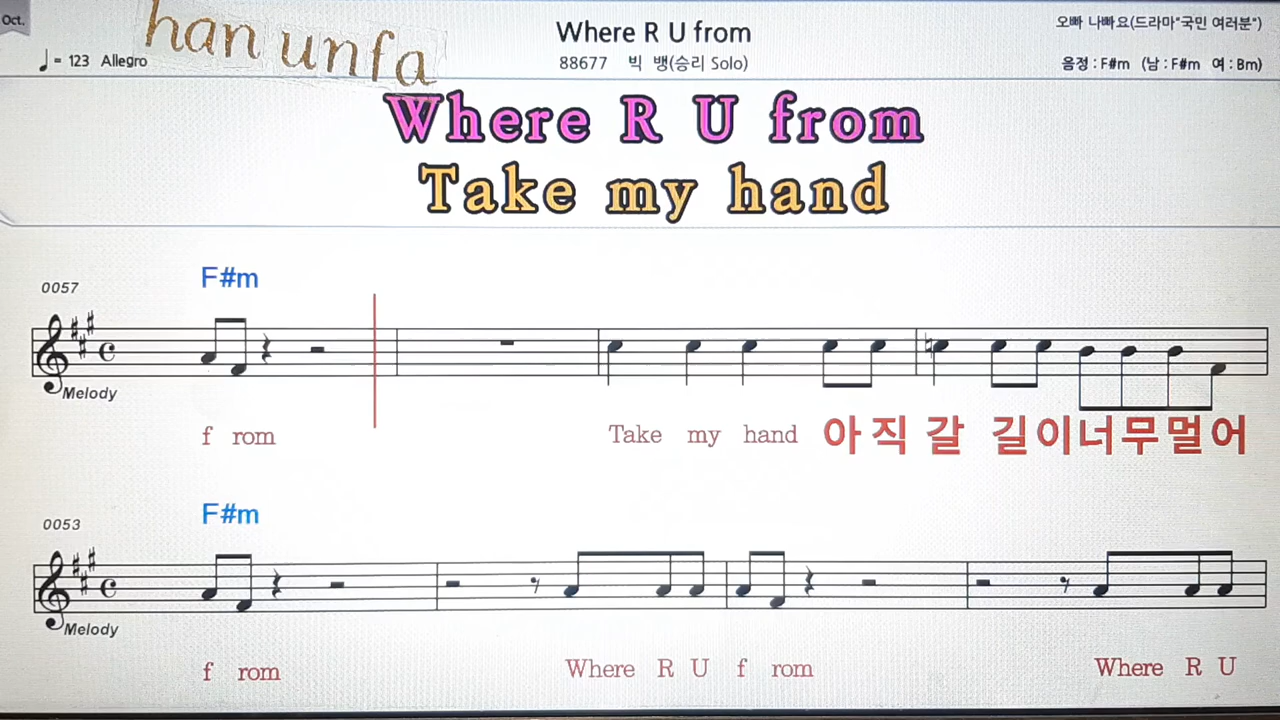 Oct.
han unfa
Where R U from
오빠 나빠요(드라마"국민 여러분")
♩= 123 Allegro
88677 빅 뱅(승리 Solo)
음정 : F#m (남 : F#m 여 : Bm)
Where R U from
Take my hand
F#m
0057
Melody
f rom Take my hand 아 직 갈 길 이 너 무 멀 어
F#m
0053
Melody
f rom Where R U f rom Where R U